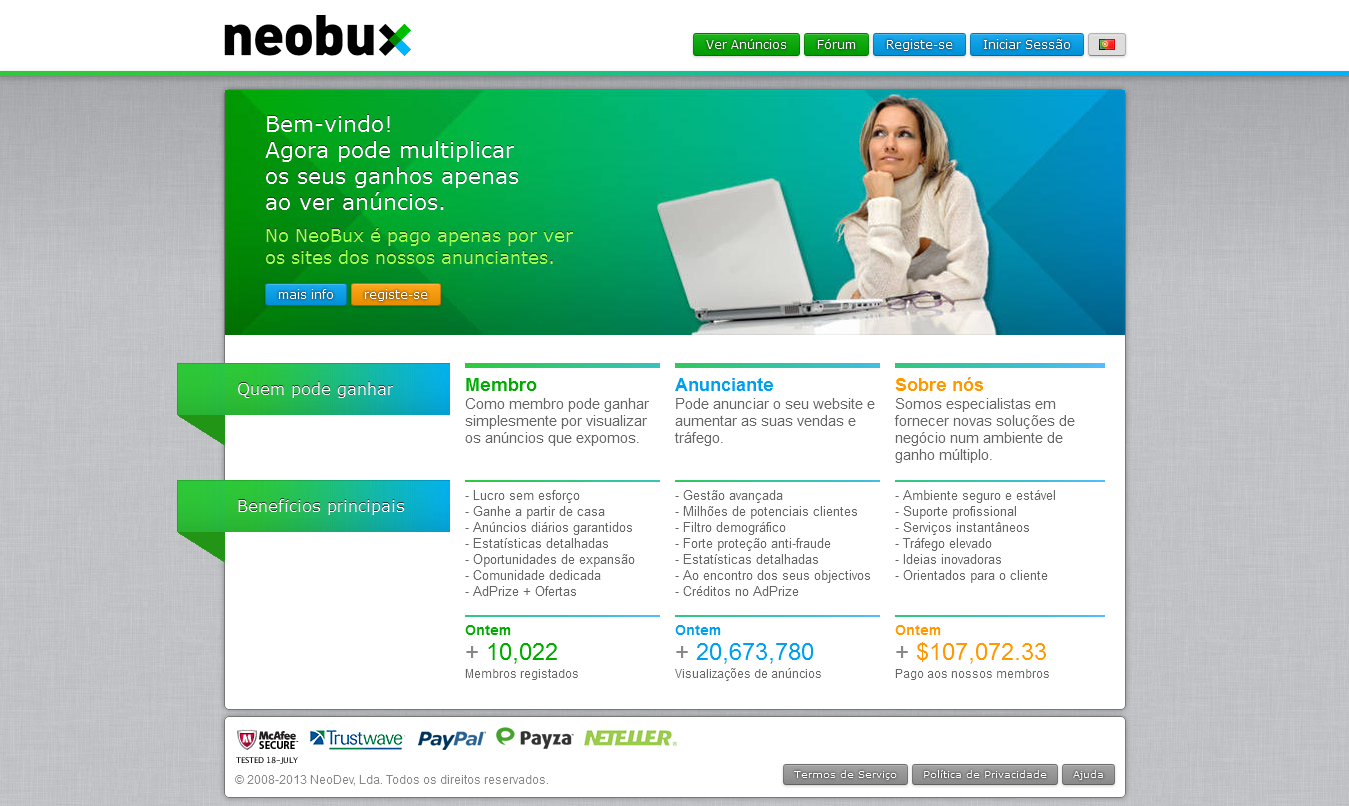 neobux
Ver Anúncios
Fórum
Registe-se
Iniciar Sessão
Bem-vindo!
Agora pode multiplicar
os seus ganhos apenas
ao ver anúncios.
No NeoBux é pago apenas por ver
os sites dos nossos anunciantes.
mais info
registe-se
Quem pode ganhar
Membro
Como membro pode ganhar
simplesmente por visualizar
os anúncios que expomos.
Anunciante
Pode anunciar o seu website e
aumentar as suas vendas e
tráfego.
Sobre nós
Somos especialistas em
fornecer novas soluções de
negócio num ambiente de
ganho múltiplo.
Benefícios principais
- Lucro sem esforço
- Ganhe a partir de casa
- Anúncios diários garantidos
- Estatísticas detalhadas
- Oportunidades de expansão
- Comunidade dedicada
- AdPrize + Ofertas
- Gestão avançada
- Milhões de potenciais clientes
- Filtro demográfico
- Forte proteção anti-fraude
- Estatísticas detalhadas
- Ao encontro dos seus objectivos
- Créditos no AdPrize
- Ambiente seguro e estável
- Suporte profissional
- Serviços instantâneos
- Tráfego elevado
- Ideias inovadoras
- Orientados para o cliente
Ontem
+ 10,022
Membros registados
Ontem
+ 20,673,780
Visualizações de anúncios
Ontem
+ $107,072.33
Pago aos nossos membros
McAfee
SECURE
TESTED 18-JULY
Trustwave
PayPal
Payza
NETELLER
© 2008-2013 NeoDev, Lda. Todos os direitos reservados.
Termos de Serviço
Política de Privacidade
Ajuda